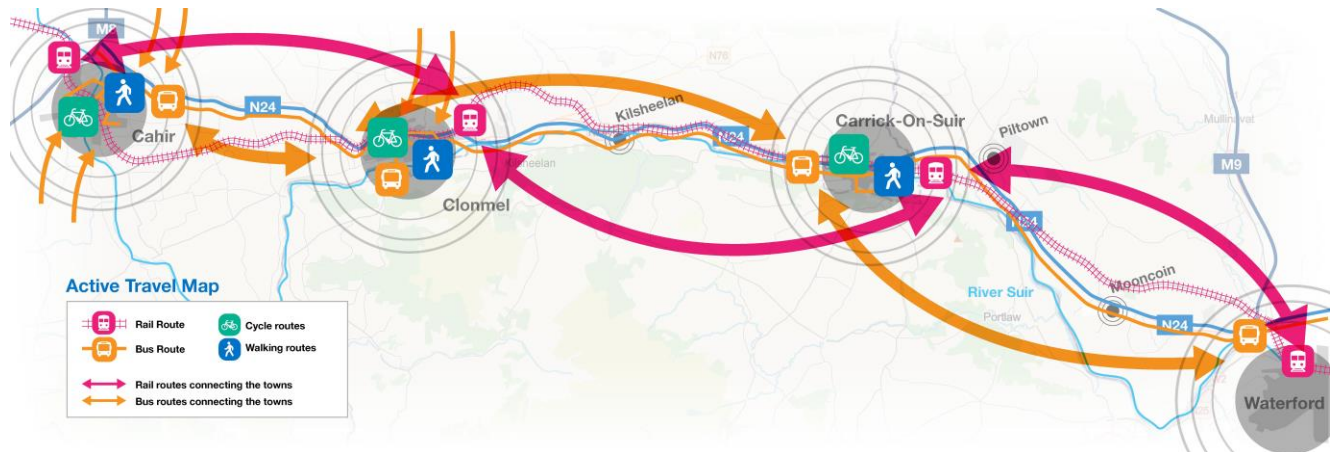 M8
N24
Cahir
Clonmel
Kilsheelan
N76
N24
Carrick-On-Suir
Piltown
Mullinavat
M9
N24
River Suir
Mooncoin
Portlaw
N24
Waterford
Active Travel Map
Rail Route
Cycle routes
Bus Route
Walking routes
Rail routes connecting the towns
Bus routes connecting the towns